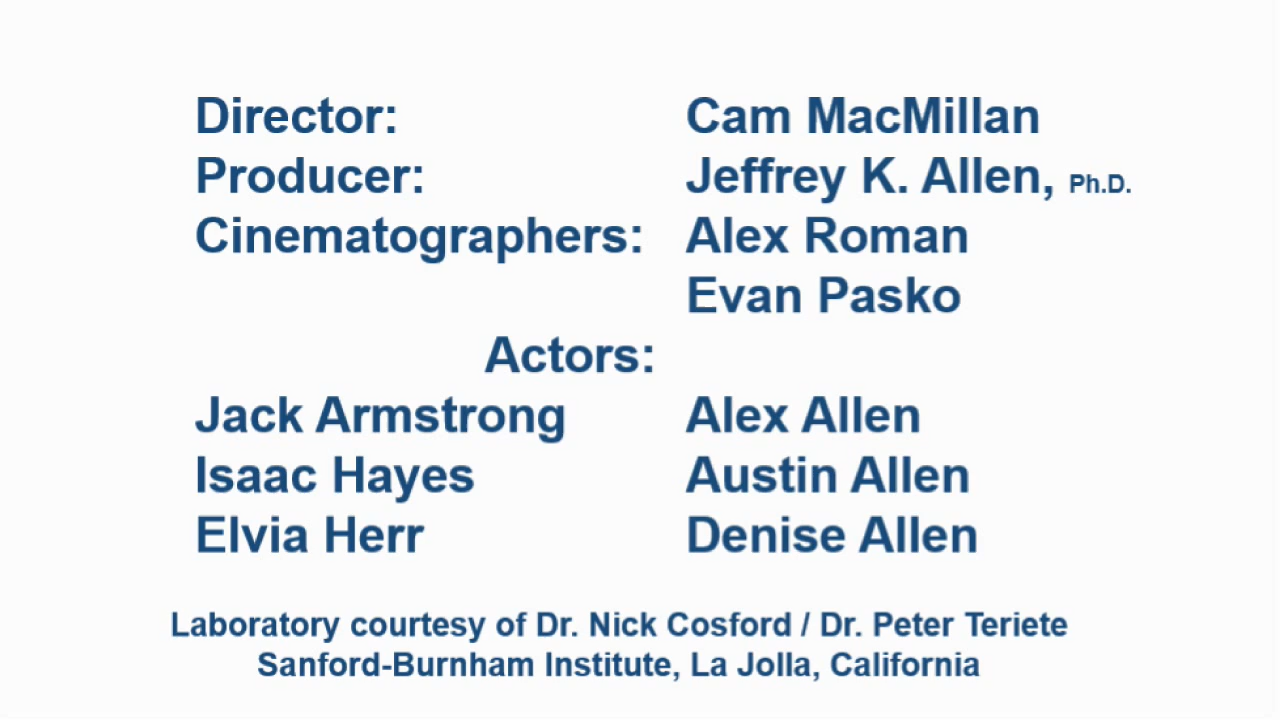 Director: Cam MacMillan
Producer: Jeffrey K. Allen, Ph.D.
Cinematographers: Alex Roman
Evan Pasko
Actors:
Jack Armstrong Alex Allen
Isaac Hayes Austin Allen
Elvia Herr Denise Allen
Laboratory courtesy of Dr. Nick Cosford / Dr. Peter Teriete
Sanford-Burnham Institute, La Jolla, California